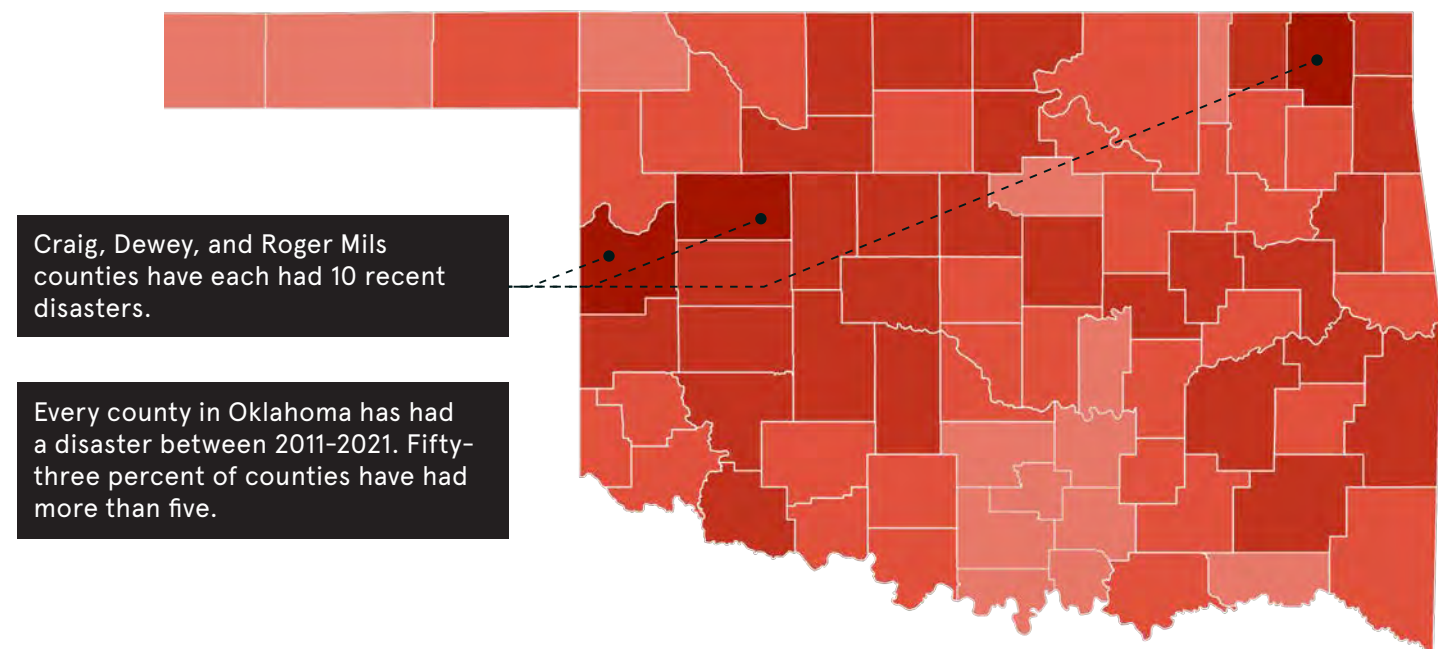 Craig, Dewey, and Roger Mils
counties have each had 10 recent
disasters.
Every county in Oklahoma has had
a disaster between 2011-2021. Fifty-
three percent of counties have had
more than five.